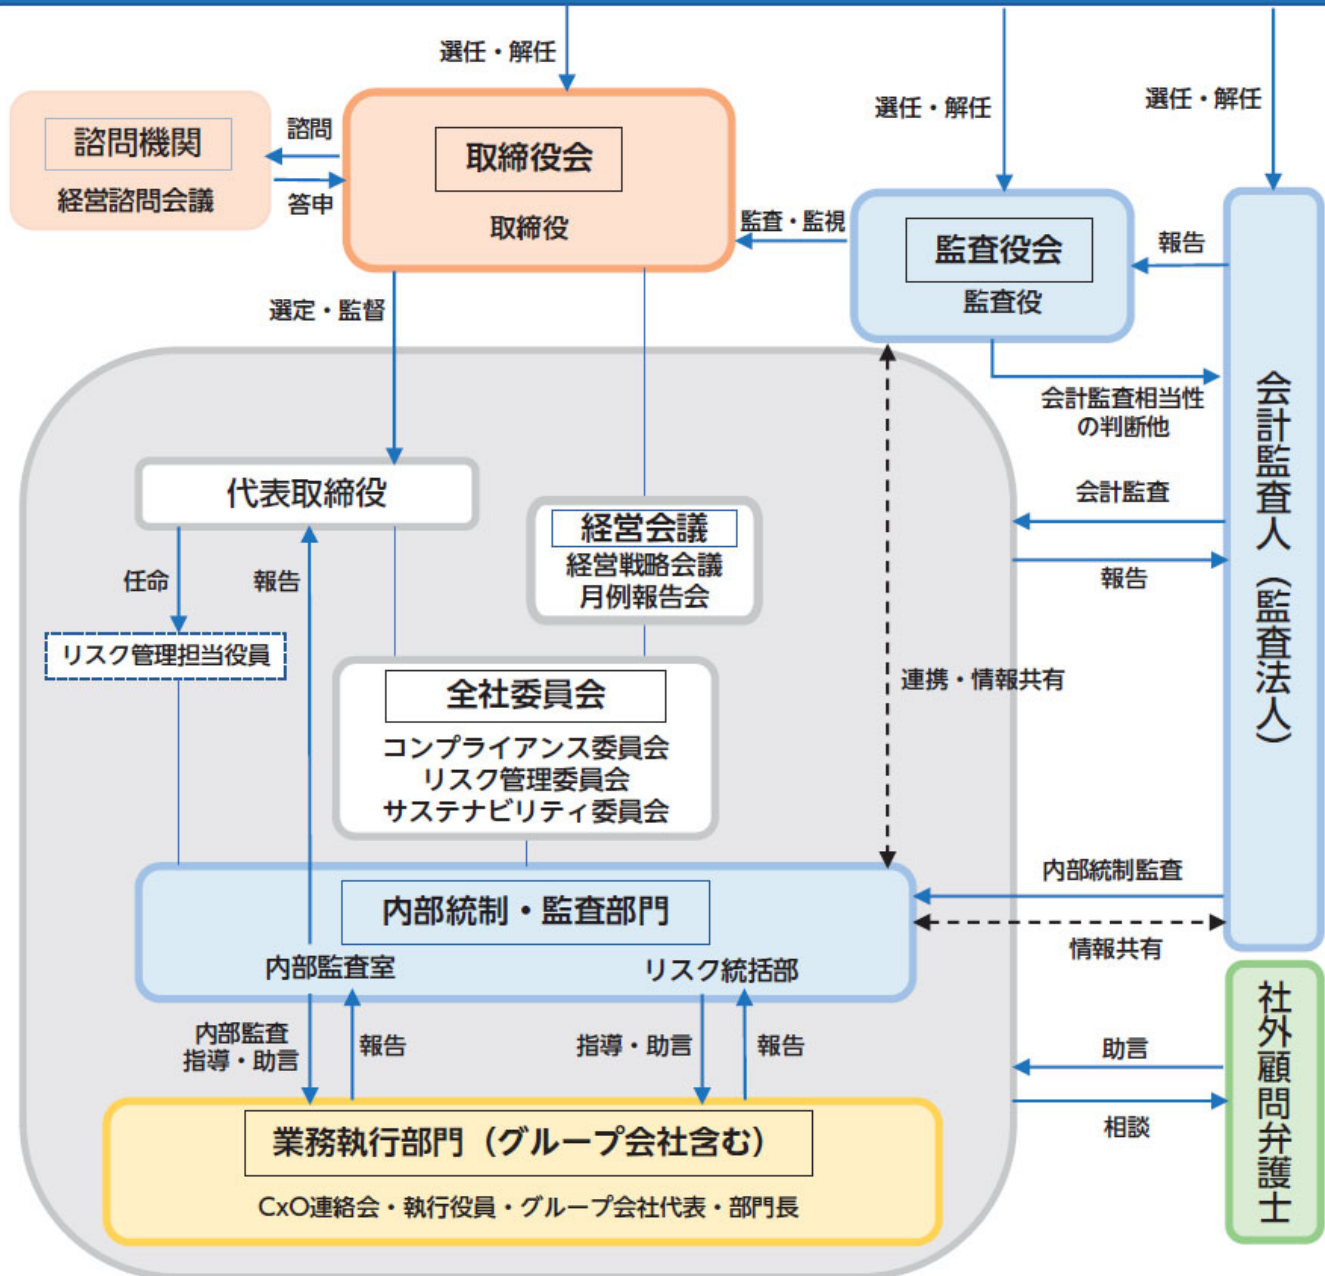 選任・解任
選任・解任
選任・解任
諮問機関
経営諮問会議
諮問
答申
取締役会
取締役
監査・監視
監査役会
監査役
報告
選定・監督
会計監査相当性
の判断他
会計監査人（監査法人）
代表取締役
経営会議
経営戦略会議
月例報告会
会計監査
報告
任命
報告
リスク管理担当役員
全社委員会
コンプライアンス委員会
リスク管理委員会
サステナビリティ委員会
連携・情報共有
内部統制・監査部門
内部監査室
リスク統括部
内部統制監査
情報共有
内部監査
指導・助言
報告
指導・助言
報告
助言
相談
社外顧問弁護士
業務執行部門（グループ会社含む）
CxO連絡会・執行役員・グループ会社代表・部門長